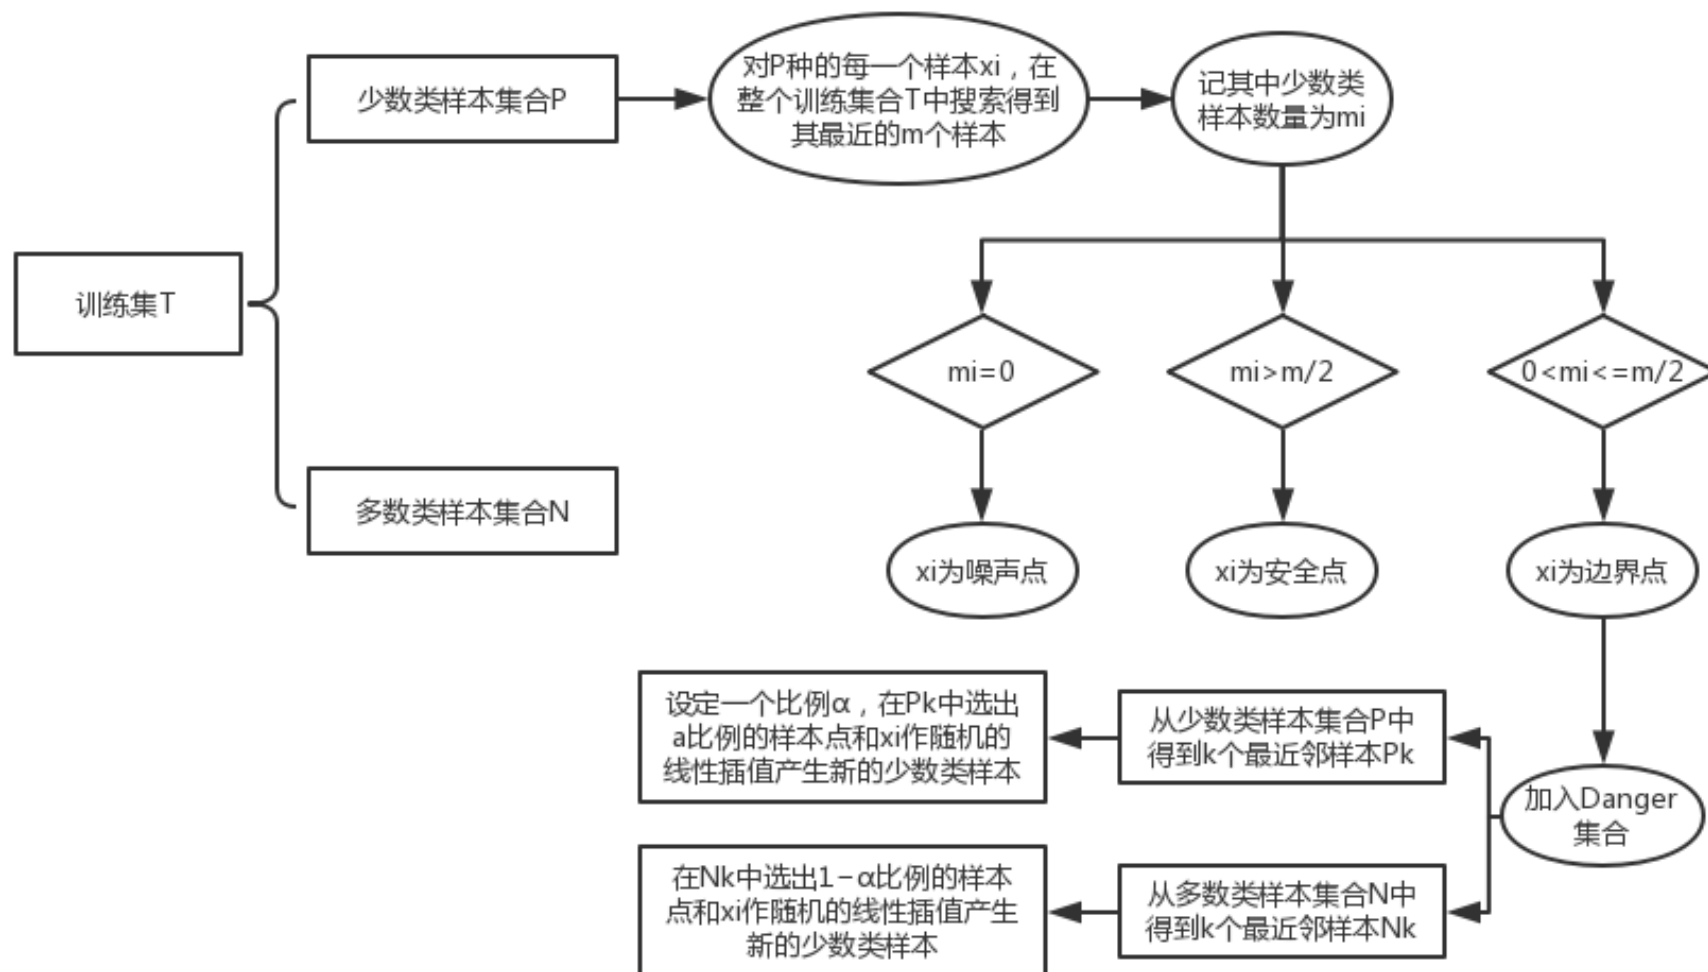 少数类样本集合P
对P种的每一个样本xi，在
整个训练集合T中搜索得到
其最近的m个样本
记其中少数类
样本数量为mi
训练集T
mi=0
mi>m/2
0<mi<=m/2
多数类样本集合N
xi为噪声点
xi为安全点
xi为边界点
设定一个比例α，在Pk中选出
a比例的样本点和xi作随机的
线性插值产生新的少数类样本
从少数类样本集合P中
得到k个最近邻样本Pk
加入Danger
集合
在Nk中选出1-α比例的样本
点和xi作随机的线性插值产生
新的少数类样本
从多数类样本集合N中
得到k个最近邻样本Nk